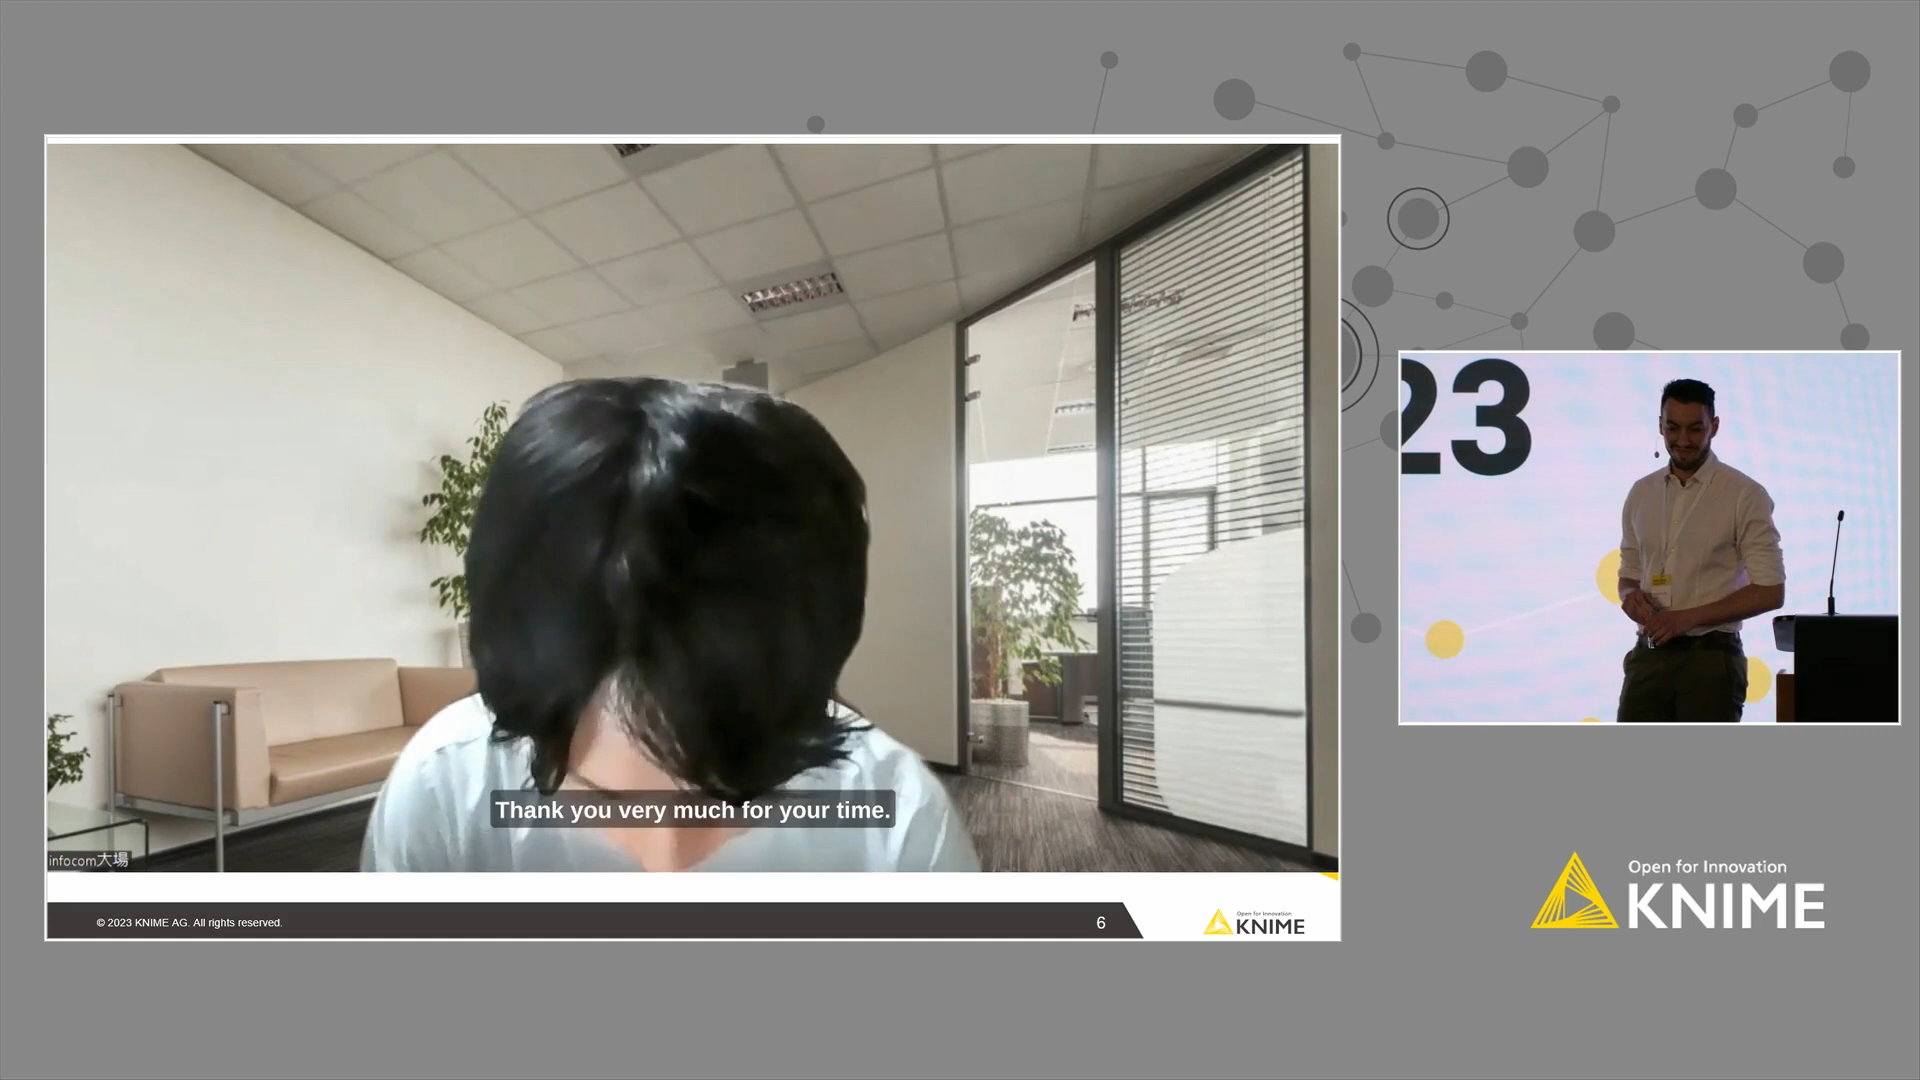 23
Thank you very much for your time.
infocom大場
© 2023 KNIME AG. All rights reserved.
6
Open for Innovation
KNIME
Open for Innovation
KNIME